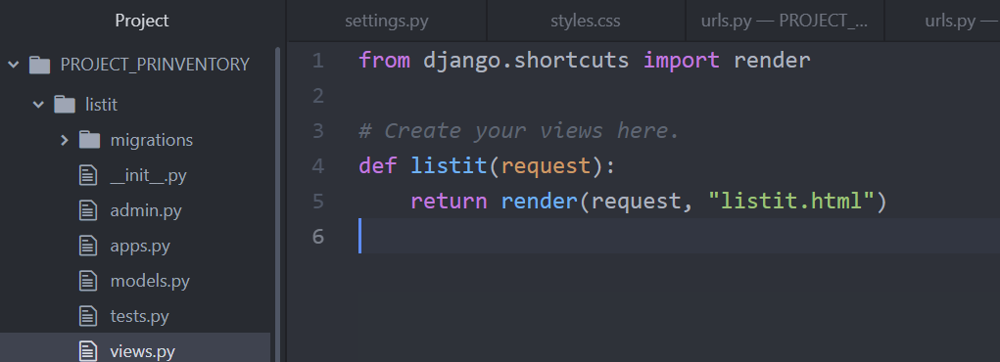 Project
settings.py
styles.css
urls.py — PROJECT_...
urls.py —
PROJECT_PRINVENTORY
listit
migrations
__init__.py
admin.py
apps.py
models.py
tests.py
views.py
1 from django.shortcuts import render
2
3 # Create your views here.
4 def listit(request):
5     return render(request, "listit.html")
6